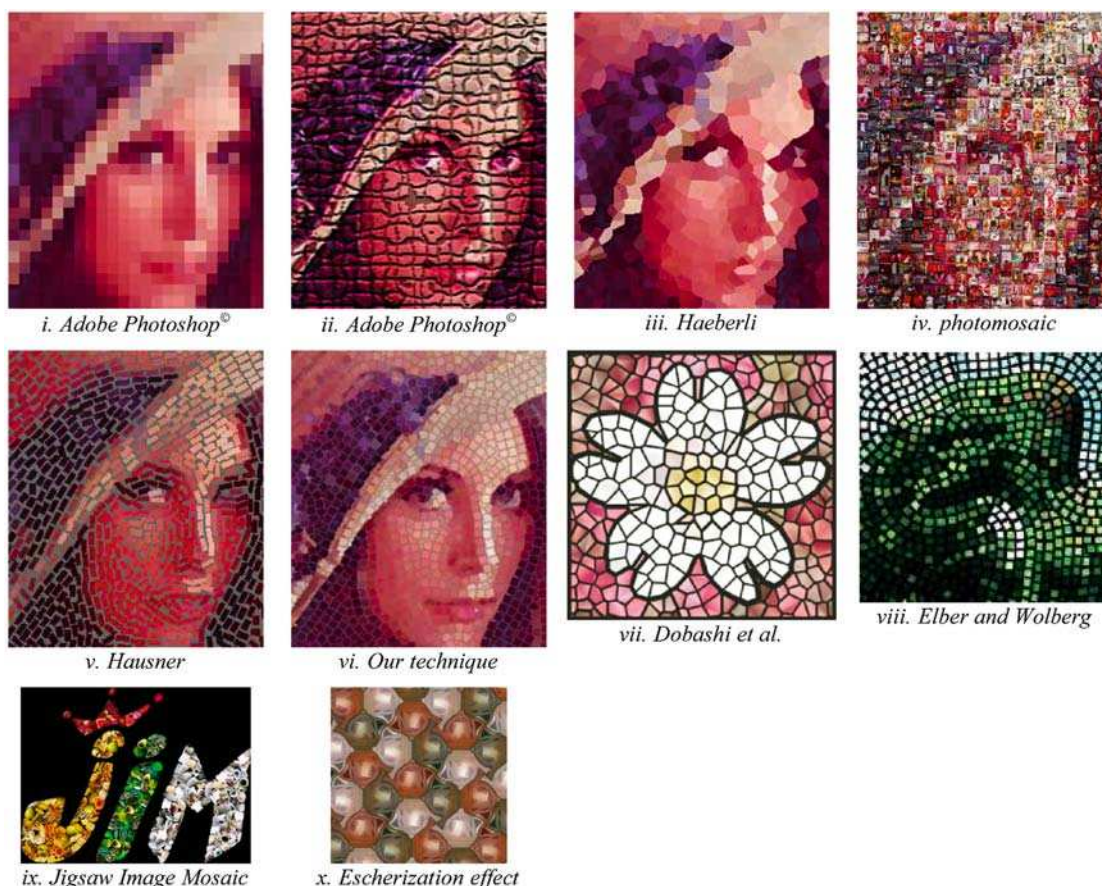 i. Adobe Photoshop©
ii. Adobe Photoshop©
iii. Haeberli
iv. photomosaic
v. Hausner
vi. Our technique
vii. Dobashi et al.
viii. Elber and Wolberg
JiM
ix. Jigsaw Image Mosaic
x. Escherization effect